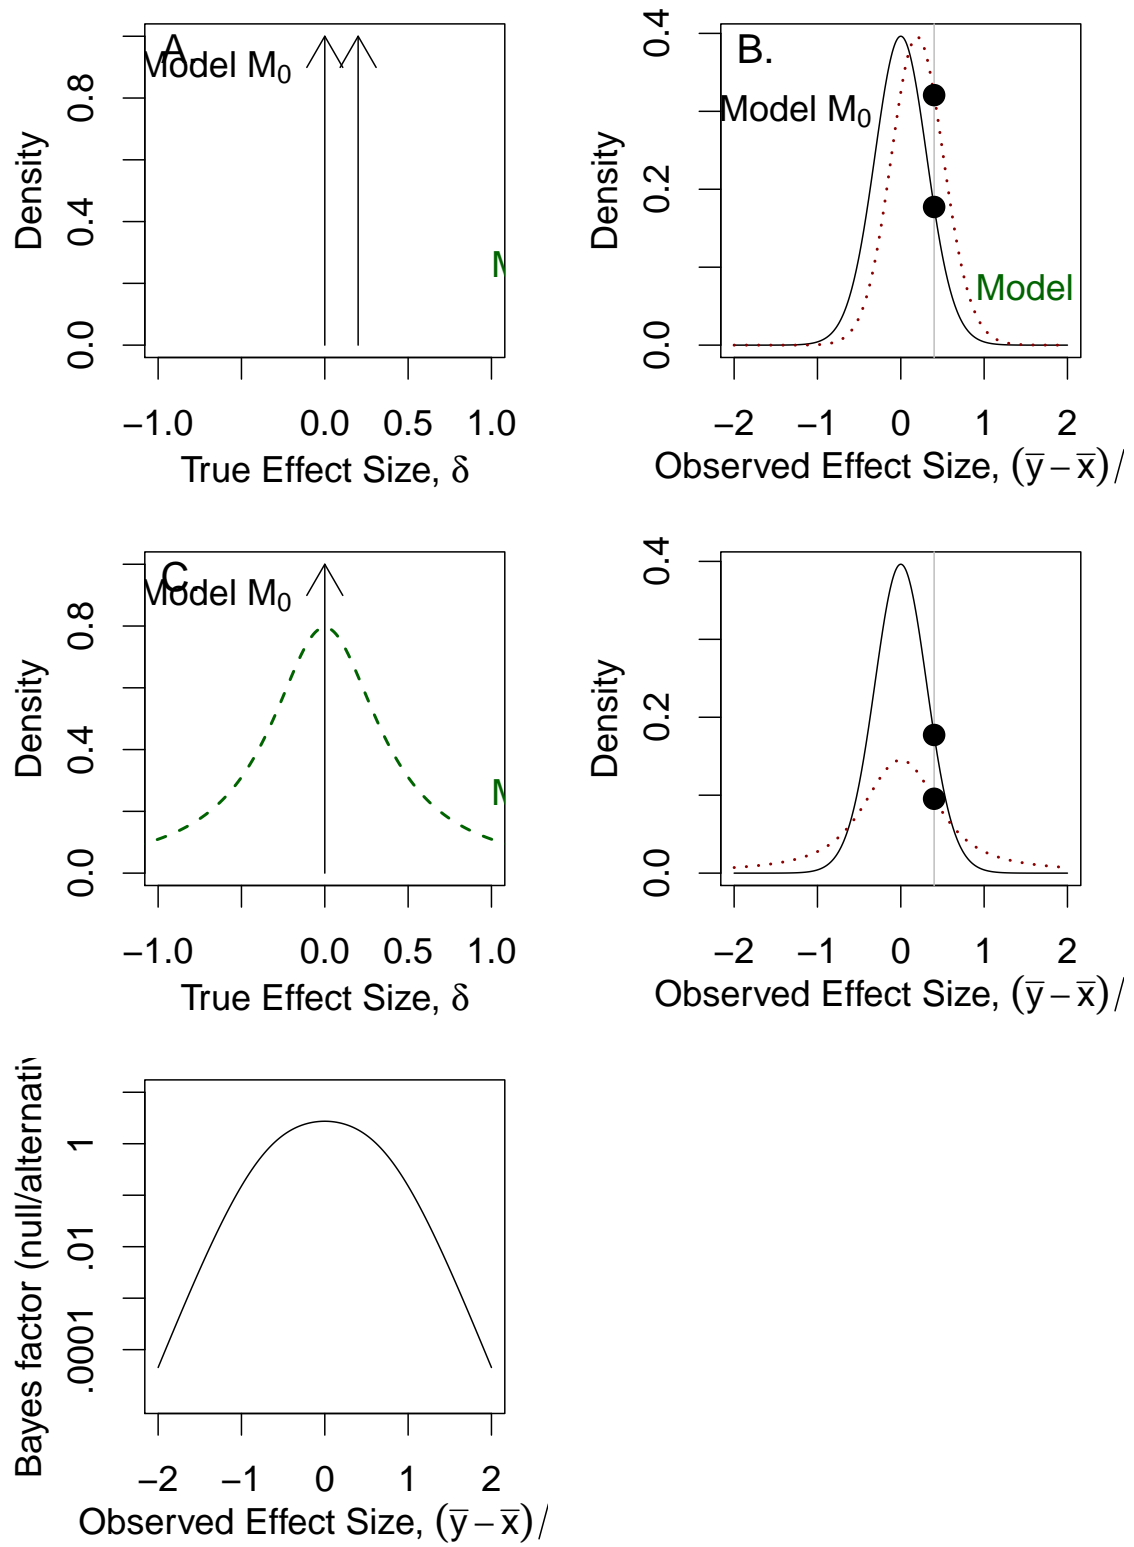 A.
Model M0
M
Density
0.0
0.4
0.8
−1.0
0.0
0.5
1.0
True Effect Size, δ
B.
Model M0
Model
Density
0.0
0.2
0.4
−2
−1
0
1
2
Observed Effect Size, (y̅ − x̅)/
C.
Model M0
M
Density
0.0
0.4
0.8
−1.0
0.0
0.5
1.0
True Effect Size, δ
Density
0.0
0.2
0.4
−2
−1
0
1
2
Observed Effect Size, (y̅ − x̅)/
Bayes factor (null/alternativ
.0001
.01
1
−2
−1
0
1
2
Observed Effect Size, (y̅ − x̅)/